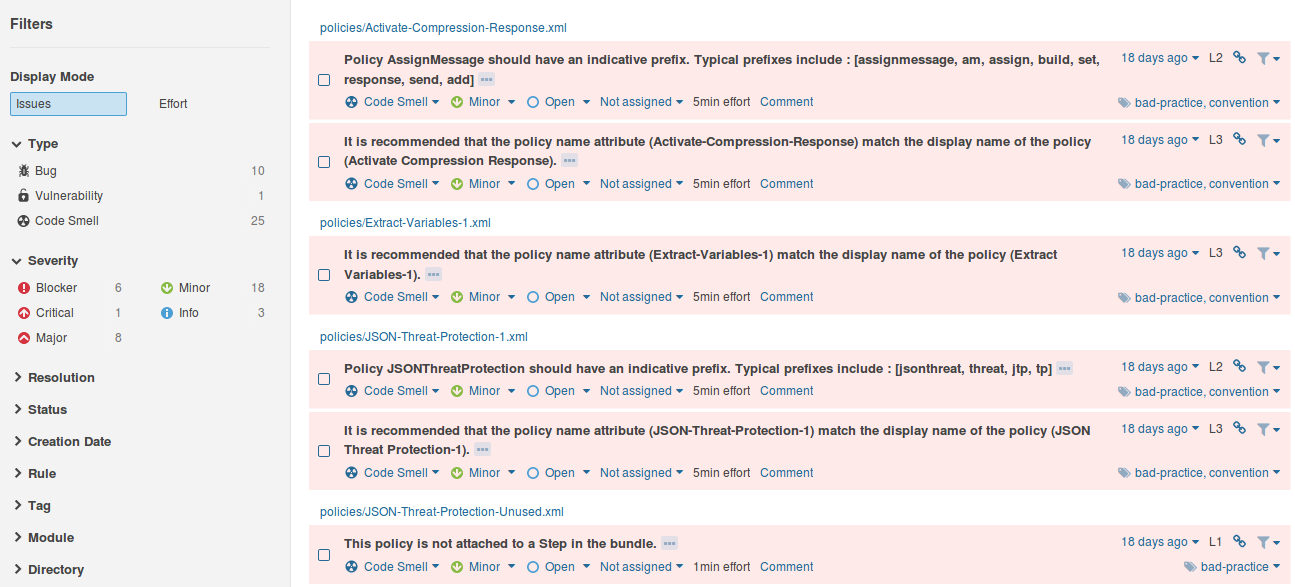 Filters
Display Mode
Issues Effort
Type
Bug 10
Vulnerability 1
Code Smell 25
Severity
Blocker 6 Minor 18
Critical 1 Info 3
Major 8
Resolution
Status
Creation Date
Rule
Tag
Module
Directory
policies/Activate-Compression-Response.xml
Policy AssignMessage should have an indicative prefix. Typical prefixes include : [assignmessage, am, assign, build, set,
response, send, add] 18 days ago L2
Code Smell Minor Open Not assigned 5min effort Comment bad-practice, convention
It is recommended that the policy name attribute (Activate-Compression-Response) match the display name of the policy
(Activate Compression Response). 18 days ago L3
Code Smell Minor Open Not assigned 5min effort Comment bad-practice, convention
policies/Extract-Variables-1.xml
It is recommended that the policy name attribute (Extract-Variables-1) match the display name of the policy (Extract
Variables-1). 18 days ago L3
Code Smell Minor Open Not assigned 5min effort Comment bad-practice, convention
policies/JSON-Threat-Protection-1.xml
Policy JSONThreatProtection should have an indicative prefix. Typical prefixes include : [jsonthreat, threat, jtp, tp] 18 days ago L2
Code Smell Minor Open Not assigned 5min effort Comment bad-practice, convention
It is recommended that the policy name attribute (JSON-Threat-Protection-1) match the display name of the policy (JSON
Threat Protection-1). 18 days ago L3
Code Smell Minor Open Not assigned 5min effort Comment bad-practice, convention
policies/JSON-Threat-Protection-Unused.xml
This policy is not attached to a Step in the bundle. 18 days ago L1
Code Smell Minor Open Not assigned 1min effort Comment bad-practice